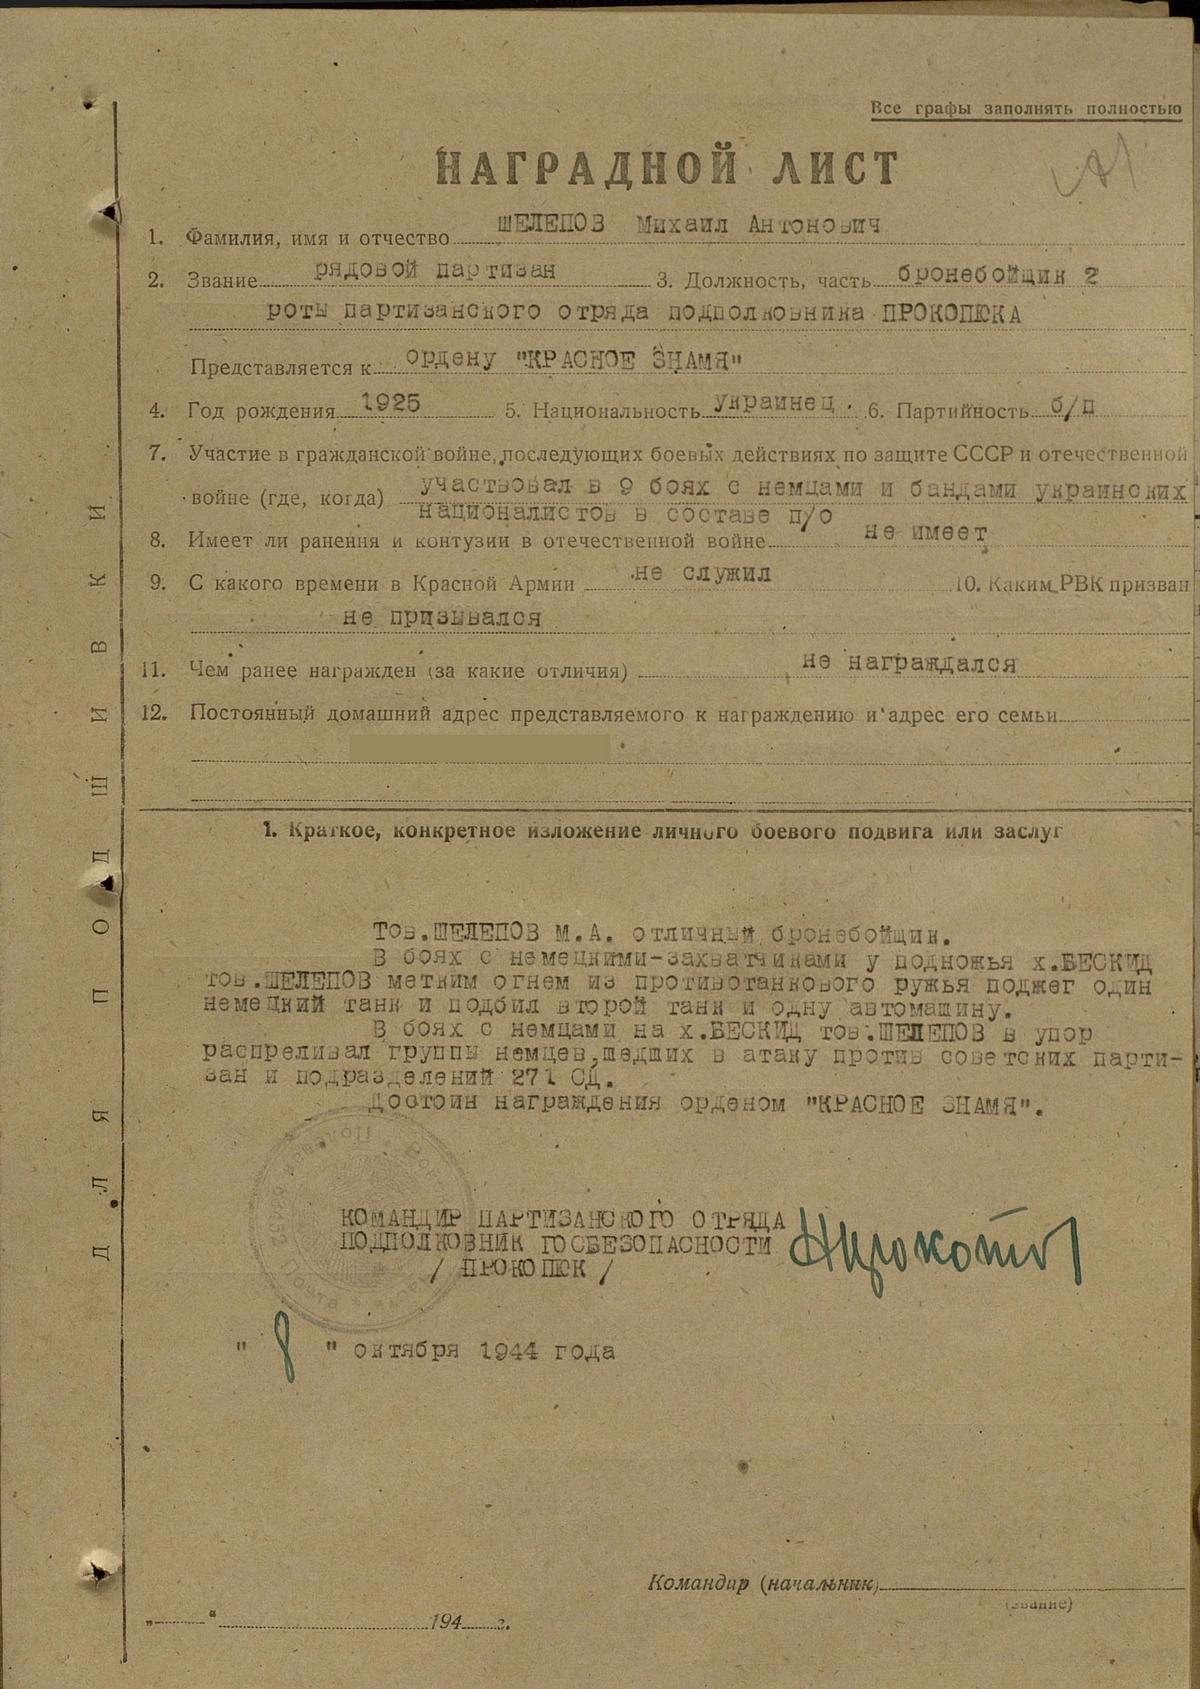 Все графы заполнять полностью
НАГРАДНОЙ ЛИСТ
1. Фамилия, имя и отчество ШЕЛЕПОВ Михаил Антонович
2. Звание рядовой партизан 3. Должность, часть бронебойщик 2
роты партизанского отряда подполковника ПРОКОПЮКА
Представляется к ордену "КРАСНОЕ ЗНАМЯ"
4. Год рождения 1925 5. Национальность украинец. 6. Партийность б/п
7. Участие в гражданской войне, последующих боевых действиях по защите СССР и отечественной
войне (где, когда) участвовал в 9 боях с немцами и бандами украинских
националистов в составе п/о
8. Имеет ли ранения и контузии в отечественной войне не имеет
9. С какого времени в Красной Армии не служил 10. Каким РВК призван
не призывался
11. Чем ранее награжден (за какие отличия) не награждался
12. Постоянный домашний адрес представляемого к награждению и адрес его семьи
1. Краткое, конкретное изложение личного боевого подвига или заслуг
Тов.ШЕЛЕПОВ М.А. отличный бронебойщик.
В боях с немецкими-захватчиками у подножья х.БЕСКИД
тов.ШЕЛЕПОВ метким огнем из противотанкового ружья поджег один
немецкий танк и подбил второй танк и одну автомашину.
В боях с немцами на х.БЕСКИД тов.ШЕЛЕПОВ в упор
распреливал группы немцев,шедших в атаку против советских парти-
зан и подразделений 271 СД.
Достоин награждения орденом "КРАСНОЕ ЗНАМЯ".
КОМАНДИР ПАРТИЗАНСКОГО ОТРЯДА
ПОДПОЛКОВНИК ГОСБЕЗОПАСНОСТИ
/ ПРОКОПЮК /
" 8 " октября 1944 года
Командир (начальник)
(звание)
" " 194 г.
ДЛЯ ПОДШИВКИ